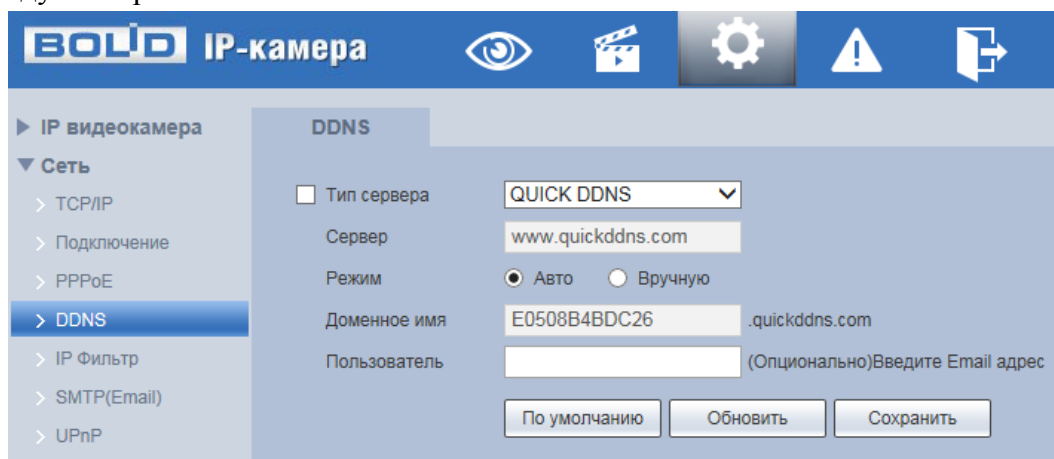 BOLID IP-камера
IP видеокамера
Сеть
TCP/IP
Подключение
PPPoE
DDNS
IP Фильтр
SMTP(Email)
UPnP
DDNS
Тип сервера QUICK DDNS
Сервер www.quickddns.com
Режим Авто Вручную
Доменное имя E0508B4BDC26 .quickddns.com
Пользователь (Опционально)Введите Email адрес
По умолчанию Обновить Сохранить